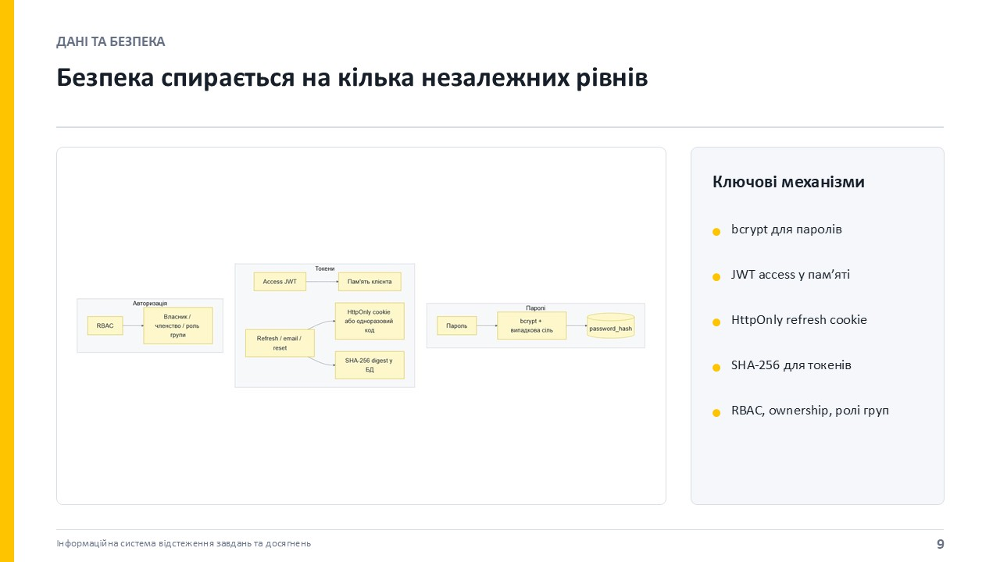 ДАНІ ТА БЕЗПЕКА
Безпека спирається на кілька незалежних рівнів
Авторизація
RBAC
Власник /
членство / роль
групи
Токени
Access JWT
Пам'ять клієнта
Refresh / email /
reset
HttpOnly cookie
або одноразовий
код
SHA-256 digest у
БД
Паролі
Пароль
bcrypt +
випадкова сіль
password_hash
Ключові механізми
bcrypt для паролів
JWT access у пам’яті
HttpOnly refresh cookie
SHA-256 для токенів
RBAC, ownership, ролі груп
Інформаційна система відстеження завдань та досягнень
9